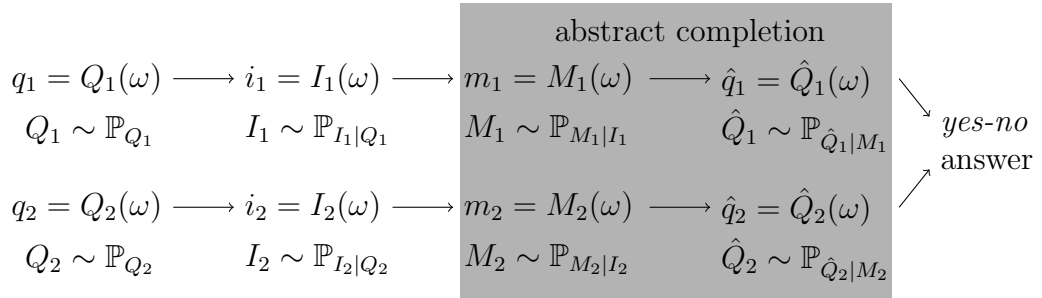 abstract completion
q₁ = Q₁(ω) ⟶ i₁ = I₁(ω) ⟶ m₁ = M₁(ω) ⟶ q̂₁ = Q̂₁(ω)
Q₁ ∼ ℙ_{Q₁} I₁ ∼ ℙ_{I₁|Q₁} M₁ ∼ ℙ_{M₁|I₁} Q̂₁ ∼ ℙ_{Q̂₁|M₁}
yes-no
answer
q₂ = Q₂(ω) ⟶ i₂ = I₂(ω) ⟶ m₂ = M₂(ω) ⟶ q̂₂ = Q̂₂(ω)
Q₂ ∼ ℙ_{Q₂} I₂ ∼ ℙ_{I₂|Q₂} M₂ ∼ ℙ_{M₂|I₂} Q̂₂ ∼ ℙ_{Q̂₂|M₂}